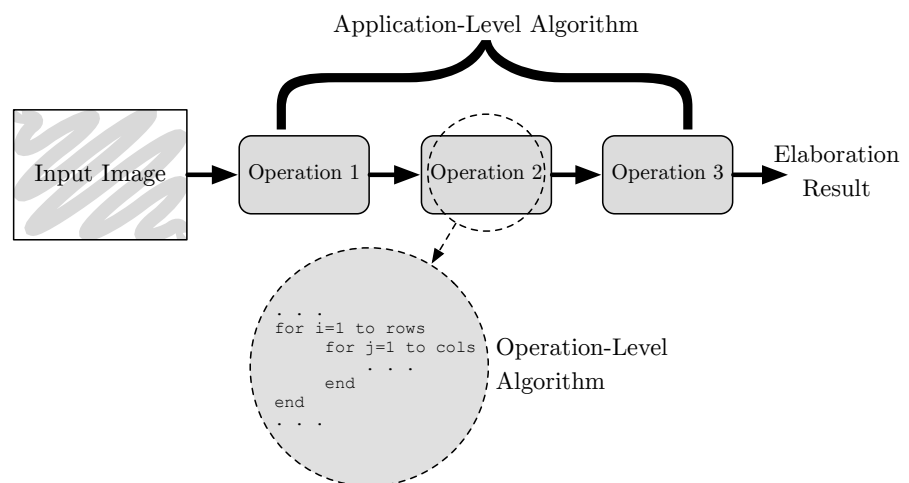 Application-Level Algorithm
Input Image
Operation 1
Operation 2
Operation 3
Elaboration
Result
. . .
for i=1 to rows
for j=1 to cols
. . .
end
end
. . .
Operation-Level
Algorithm